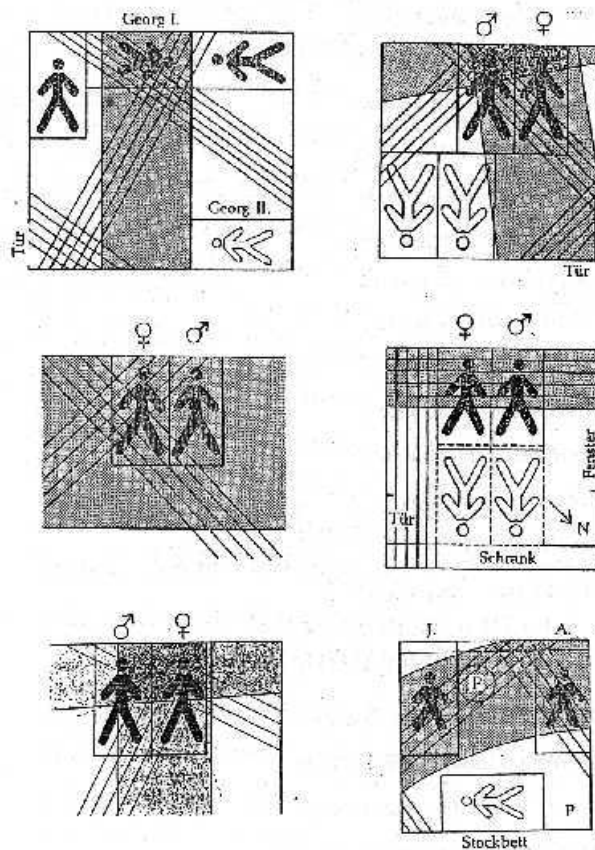 Georg I.
♂ ♀
Georg II.
Tür
Tür
♀ ♂
♀ ♂
Fenster
Tür
N
Schrank
♂ ♀
J. A.
P
Stockbett